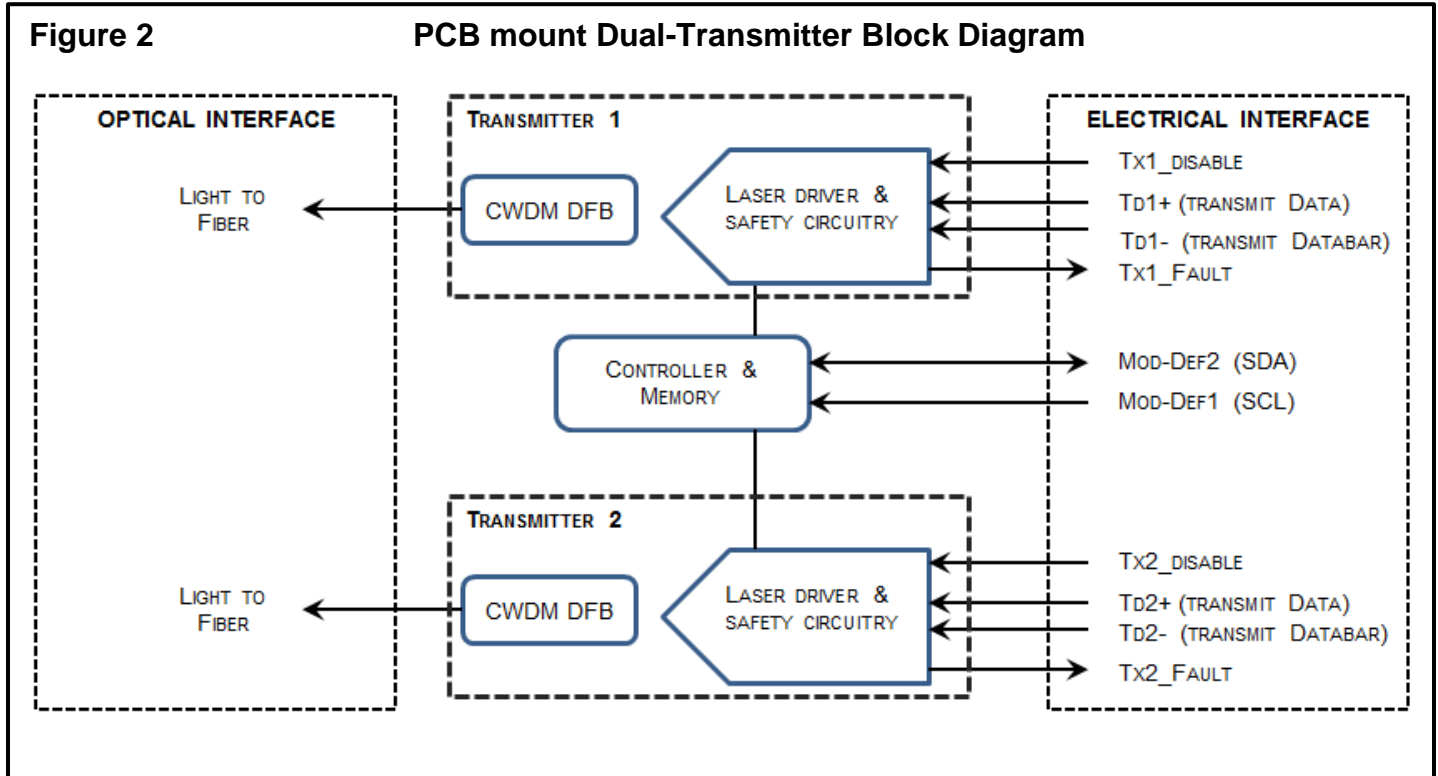 Figure 2 PCB mount Dual-Transmitter Block Diagram
OPTICAL INTERFACE
LIGHT TO
FIBER
LIGHT TO
FIBER
TRANSMITTER 1
CWDM DFB
LASER DRIVER &
SAFETY CIRCUITRY
CONTROLLER &
MEMORY
TRANSMITTER 2
CWDM DFB
LASER DRIVER &
SAFETY CIRCUITRY
ELECTRICAL INTERFACE
TX1_DISABLE
TD1+ (TRANSMIT DATA)
TD1- (TRANSMIT DATABAR)
TX1_FAULT
MOD-DEF2 (SDA)
MOD-DEF1 (SCL)
TX2_DISABLE
TD2+ (TRANSMIT DATA)
TD2- (TRANSMIT DATABAR)
TX2_FAULT